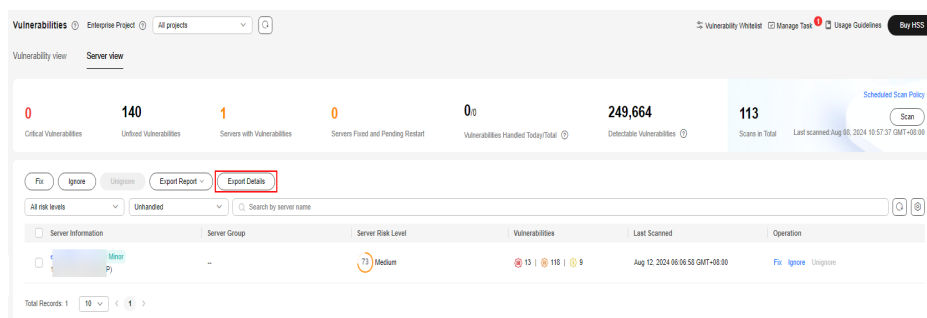 Vulnerabilities Enterprise Project All projects Vulnerability Whitelist Manage Task 1 Usage Guidelines Buy HSS
Vulnerability view Server view
Scheduled Scan Policy
0 140 1 0 0/0 249,664 113 Scan
Critical Vulnerabilities Unfixed Vulnerabilities Servers with Vulnerabilities Servers Fixed and Pending Restart Vulnerabilities Handled Today/Total Detectable Vulnerabilities Scans in Total Last scanned:Aug 08, 2024 10:57:37 GMT+08:00
Fix Ignore Unignore Export Report Export Details
All risk levels Unhandled Search by server name
Server Information Server Group Server Risk Level Vulnerabilities Last Scanned Operation
Minor
-- 73 Medium 13 | 118 | 9 Aug 12, 2024 06:06:58 GMT+08:00 Fix Ignore Unignore
P)
Total Records: 1 10 < 1 >